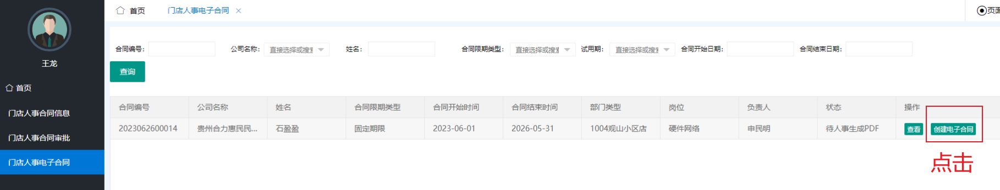 首页
门店人事电子合同 ×
页面
王龙
首页
门店人事合同信息
门店人事合同审批
门店人事电子合同
合同编号: 公司名称: 直接选择或搜索 姓名: 合同限期类型: 直接选择或搜索 试用期: 直接选择或搜索 合同开始日期: 合同结束日期:
查询
合同编号 公司名称 姓名 合同限期类型 合同开始时间 合同结束时间 部门类型 岗位 负责人 状态 操作
2023062600014 贵州合力惠民民... 石盈盈 固定期限 2023-06-01 2026-05-31 1004观山小区店 硬件网络 申民明 待人事生成PDF 查看 创建电子合同
点击